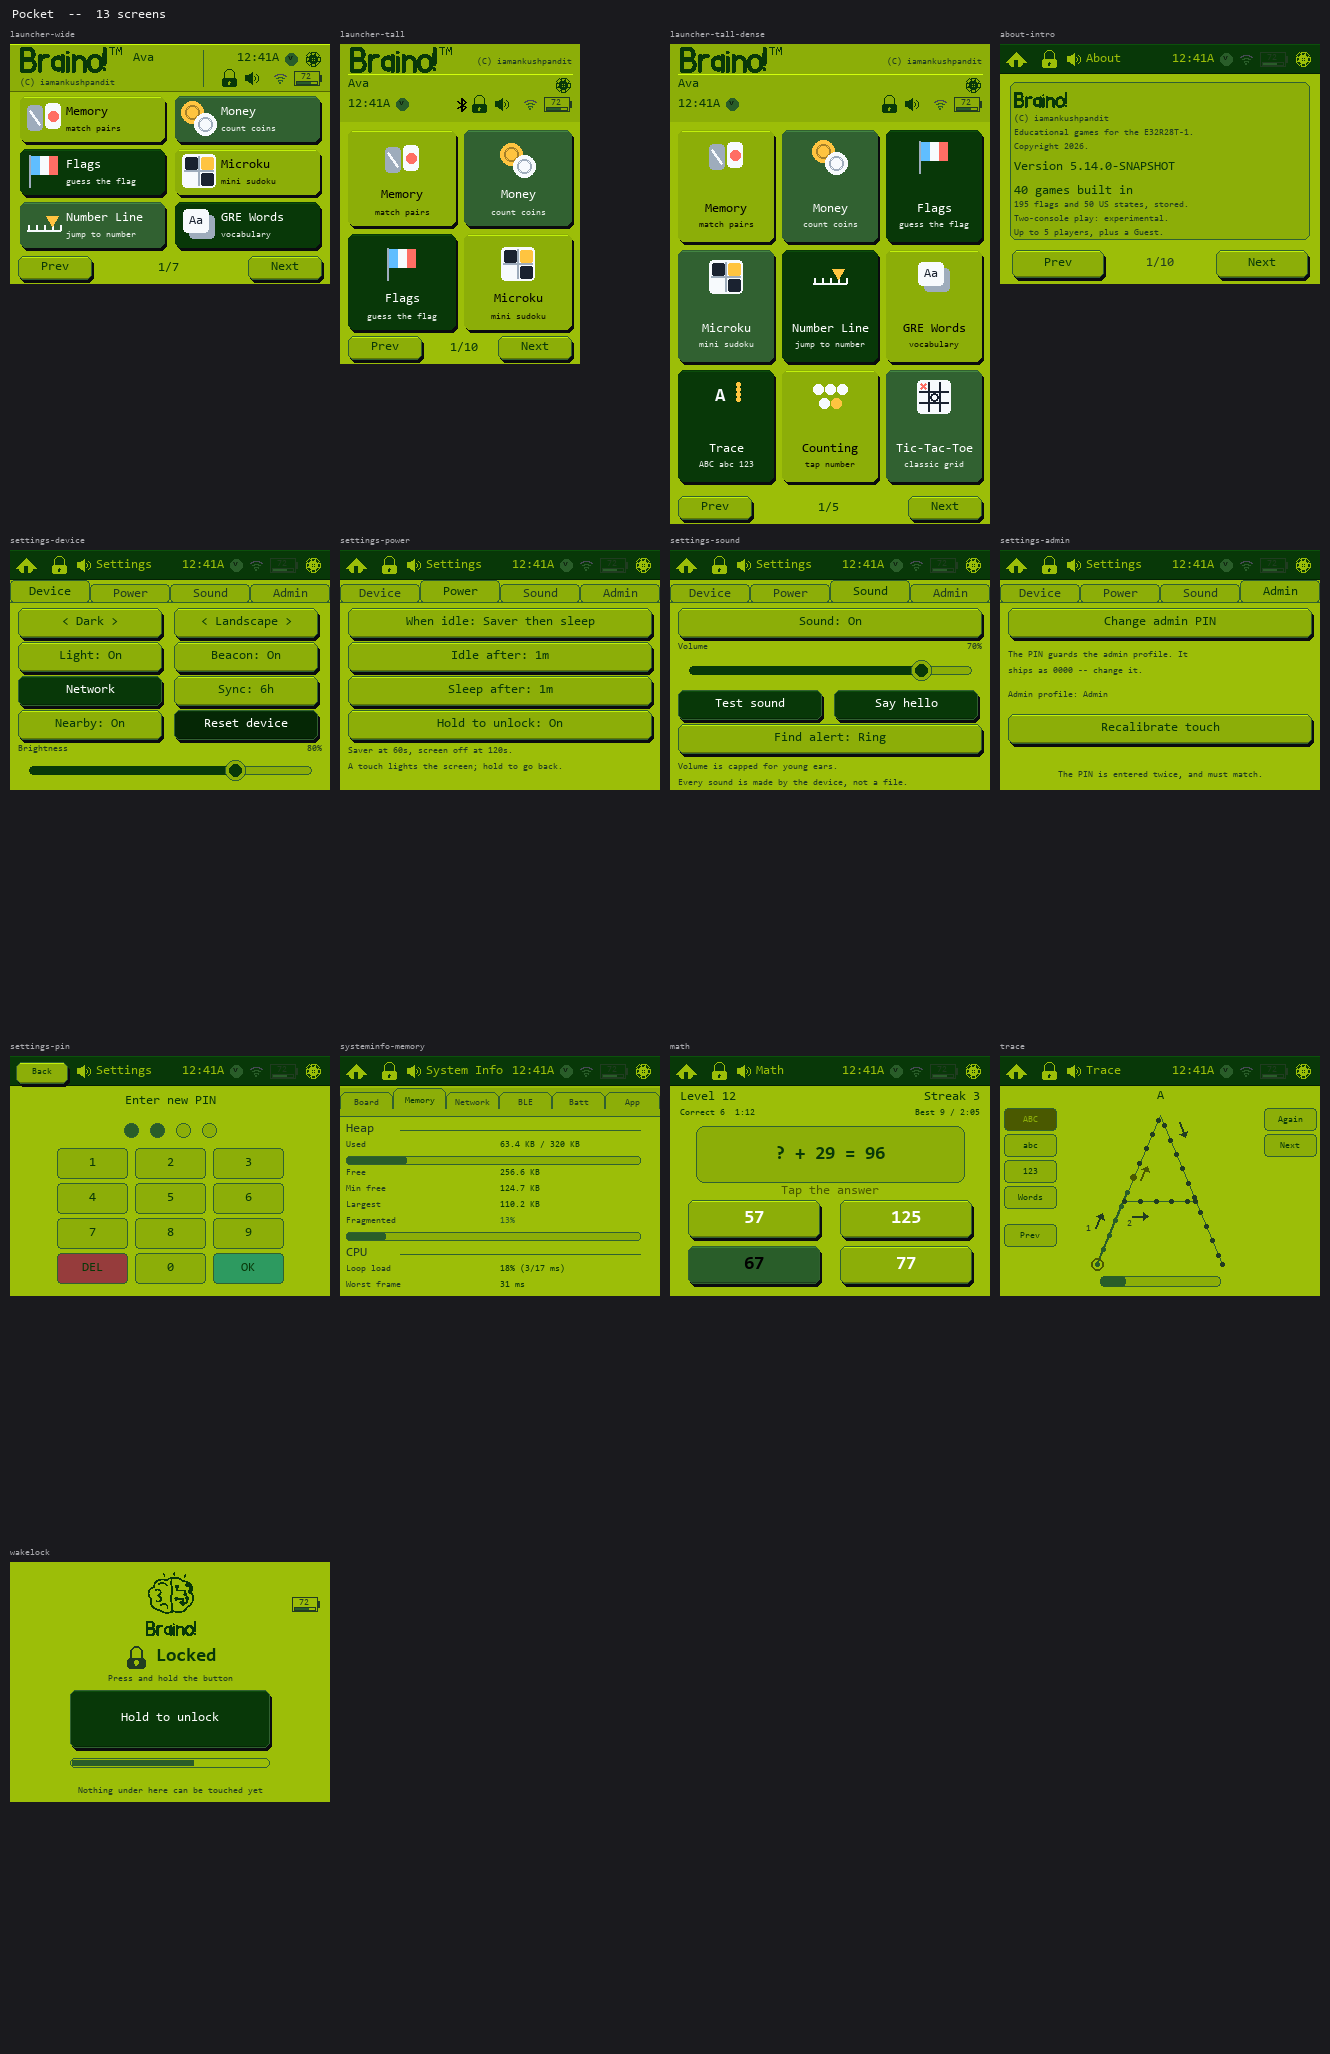 Pocket -- 13 screens
launcher-wide
Braino!™ Ava 12:41A
(C) iamankushpandit 72
Memory
match pairs
Money
count coins
Flags
guess the flag
Microku
mini sudoku
Number Line
jump to number
Aa
GRE Words
vocabulary
Prev 1/7 Next
launcher-tall
Braino!™ (C) iamankushpandit
Ava
12:41A 72
Memory
match pairs
Money
count coins
Flags
guess the flag
Microku
mini sudoku
Prev 1/10 Next
launcher-tall-dense
Braino!™ (C) iamankushpandit
Ava
12:41A 72
Memory
match pairs
Money
count coins
Flags
guess the flag
Microku
mini sudoku
Number Line
jump to number
Aa
GRE Words
vocabulary
A
Trace
ABC abc 123
Counting
tap number
Tic-Tac-Toe
classic grid
Prev 1/5 Next
about-intro
About 12:41A
Braino!
(C) iamankushpandit
Educational games for the E32R28T-1.
Copyright 2026.
Version 5.14.0-SNAPSHOT
40 games built in
195 flags and 50 US states, stored.
Two-console play: experimental.
Up to 5 players, plus a Guest.
Prev 1/10 Next
settings-device
Settings 12:41A 72
Device Power Sound Admin
< Dark > < Landscape >
Light: On Beacon: On
Network Sync: 6h
Nearby: On Reset device
Brightness 80%
settings-power
Settings 12:41A 72
Device Power Sound Admin
When idle: Saver then sleep
Idle after: 1m
Sleep after: 1m
Hold to unlock: On
Saver at 60s, screen off at 120s.
A touch lights the screen; hold to go back.
settings-sound
Settings 12:41A 72
Device Power Sound Admin
Sound: On
Volume 70%
Test sound Say hello
Find alert: Ring
Volume is capped for young ears.
Every sound is made by the device, not a file.
settings-admin
Settings 12:41A 72
Device Power Sound Admin
Change admin PIN
The PIN guards the admin profile. It
ships as 0000 -- change it.
Admin profile: Admin
Recalibrate touch
The PIN is entered twice, and must match.
settings-pin
Back Settings 12:41A 72
Enter new PIN
1 2 3
4 5 6
7 8 9
DEL 0 OK
systeminfo-memory
System Info 12:41A 72
Board Memory Network BLE Batt App
Heap
Used 63.4 KB / 320 KB
Free 256.6 KB
Min free 124.7 KB
Largest 110.2 KB
Fragmented 13%
CPU
Loop load 18% (3/17 ms)
Worst frame 31 ms
math
Math 12:41A 72
Level 12 Streak 3
Correct 6 1:12 Best 9 / 2:05
? + 29 = 96
Tap the answer
57 125
67 77
trace
Trace 12:41A 72
A
ABC
abc
123
Words
Prev
Again
Next
1
2
wakelock
72
Braino!
Locked
Press and hold the button
Hold to unlock
Nothing under here can be touched yet